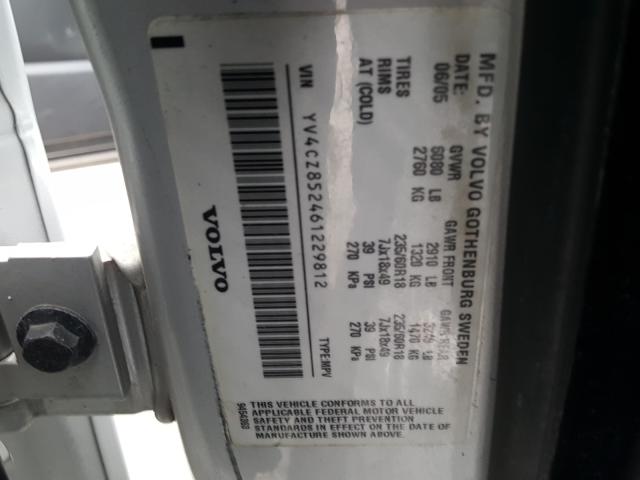 MFD. BY VOLVO GOTHENBURG SWEDEN
DATE: GVWR GAWR FRONT GAWR REAR
06/05 6080 LB 2910 LB LB
2760 KG 1320 KG 1470 KG
TIRES 235/60R18 235/60R18
RIMS 7Jx18x49 7Jx18x49
AT (COLD) 39 PSI 39 PSI
270 KPa 270 KPa
VIN YV4CZ852461229812 TYPE:MPV
VOLVO
THIS VEHICLE CONFORMS TO ALL
APPLICABLE FEDERAL MOTOR VEHICLE
SAFETY AND THEFT PREVENTION
STANDARDS IN EFFECT ON THE DATE OF
MANUFACTURE SHOWN ABOVE.